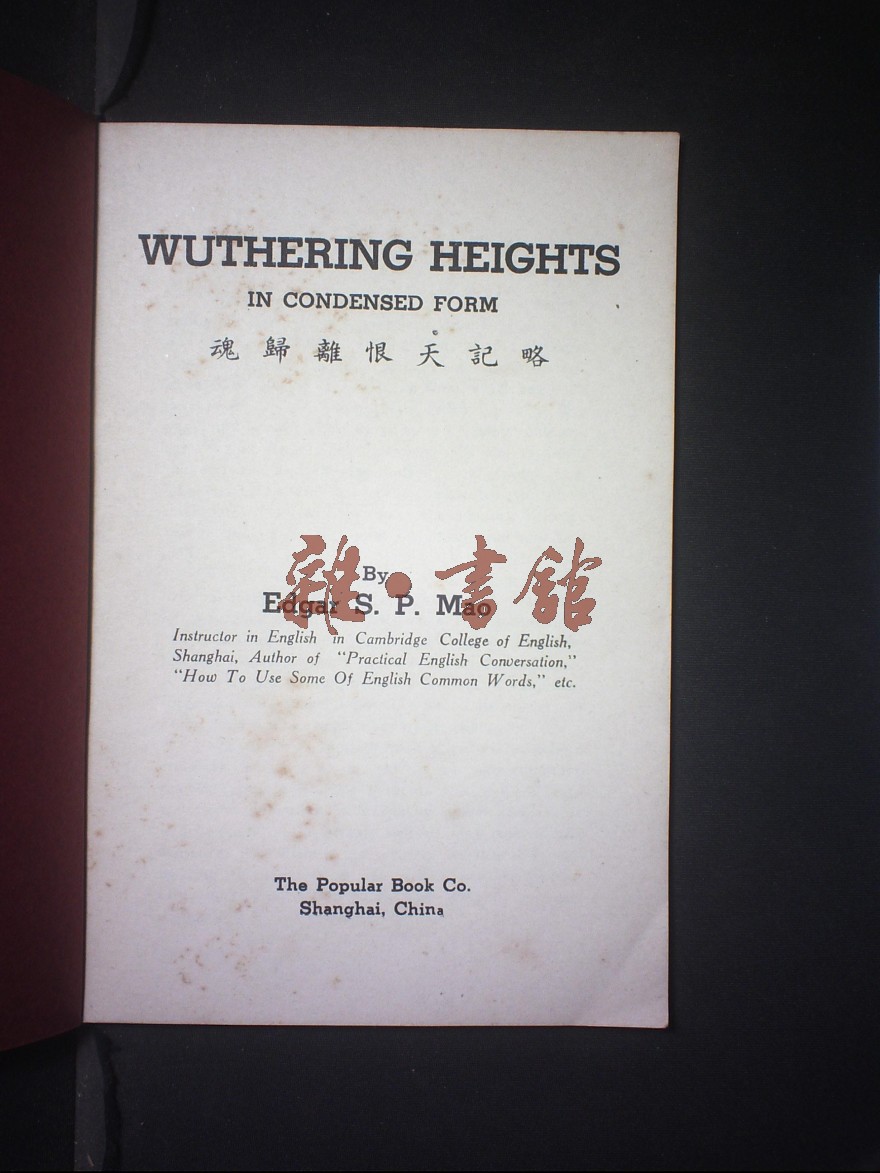 WUTHERING HEIGHTS
IN CONDENSED FORM
魂歸離恨天記略
雜·書館
By
Edgar S. P. Mao
Instructor in English in Cambridge College of English,
Shanghai, Author of "Practical English Conversation,"
"How To Use Some Of English Common Words," etc.
The Popular Book Co.
Shanghai, China